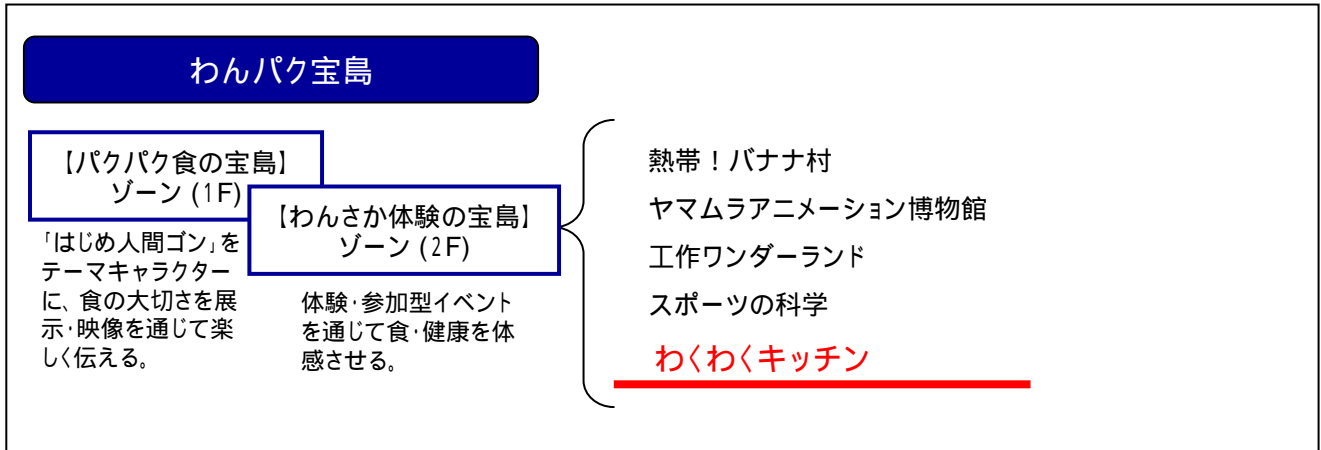 わんパク宝島
【パクパク食の宝島】
ゾーン (1F)
「はじめ人間ゴン」を
テーマキャラクター
に、食の大切さを展
示・映像を通じて楽
しく伝える。
【わんさか体験の宝島】
ゾーン (2F)
体験・参加型イベント
を通じて食・健康を体
感させる。
熱帯！バナナ村
ヤマムラアニメーション博物館
工作ワンダーランド
スポーツの科学
わくわくキッチン